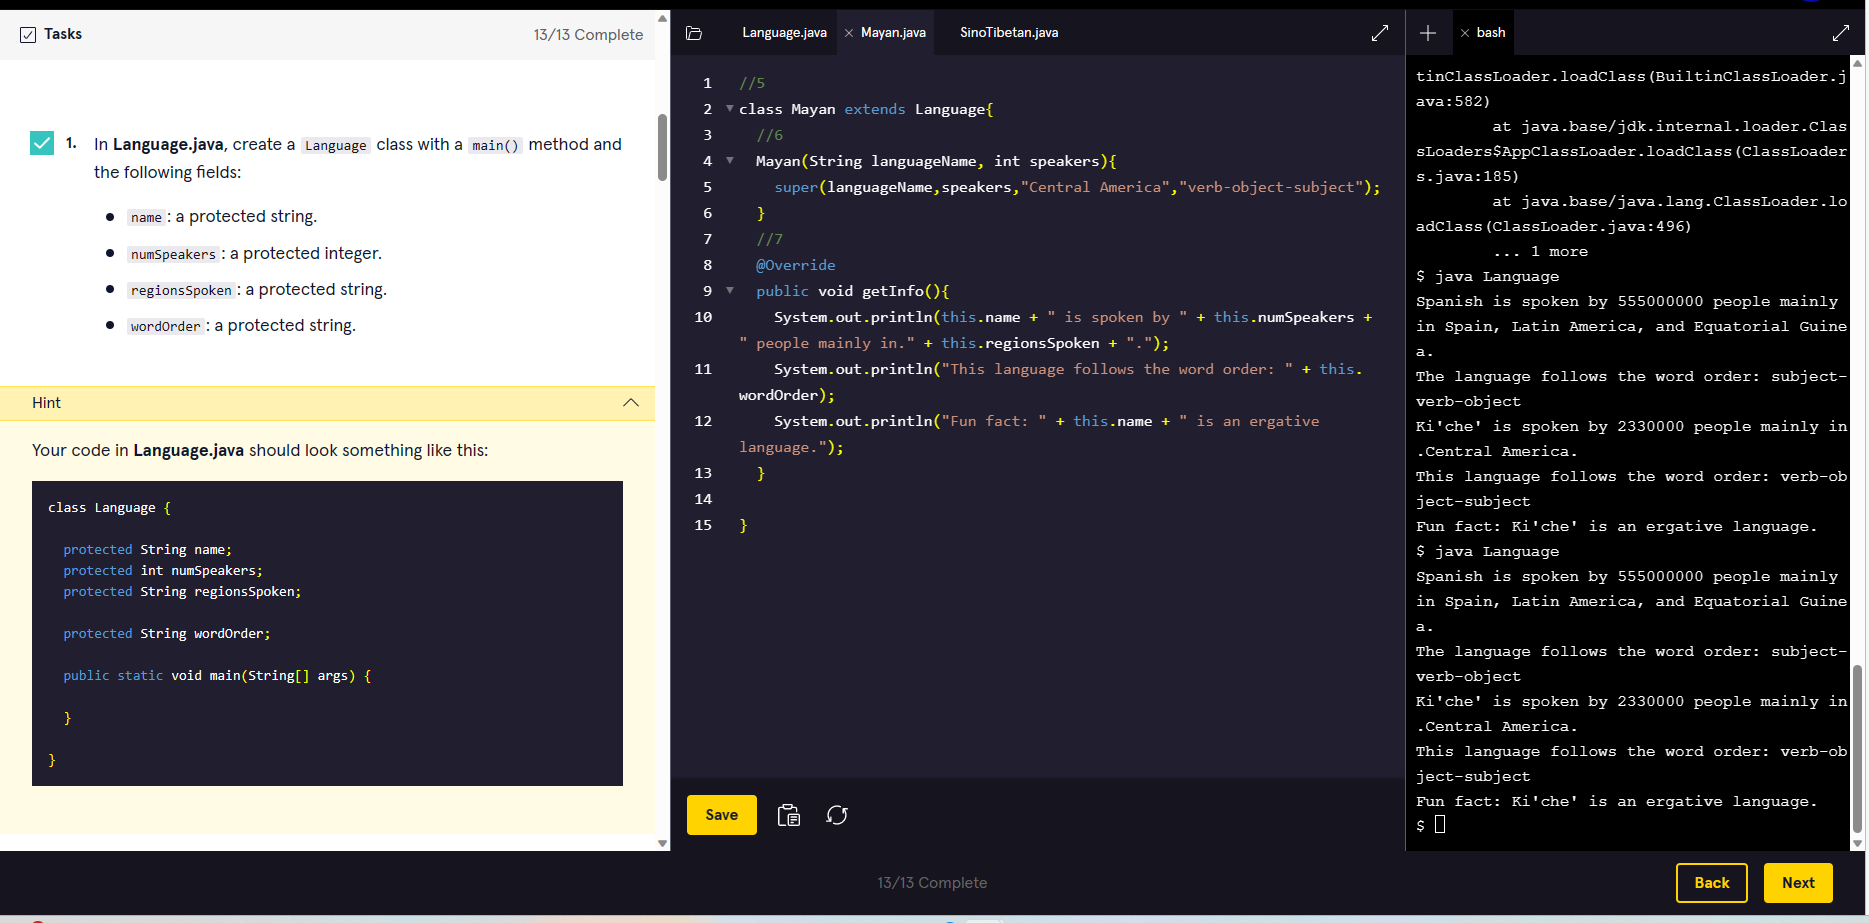 Tasks
13/13 Complete
1. In Language.java, create a Language class with a main() method and
the following fields:
name: a protected string.
numSpeakers: a protected integer.
regionsSpoken: a protected string.
wordOrder: a protected string.
Hint
Your code in Language.java should look something like this:
class Language {
protected String name;
protected int numSpeakers;
protected String regionsSpoken;
protected String wordOrder;
public static void main(String[] args) {
}
}
Language.java
Mayan.java
SinoTibetan.java
1 //5
2 class Mayan extends Language{
3 //6
4 Mayan(String languageName, int speakers){
5 super(languageName,speakers,"Central America","verb-object-subject");
6 }
7 //7
8 @Override
9 public void getInfo(){
10 System.out.println(this.name + " is spoken by " + this.numSpeakers +
" people mainly in." + this.regionsSpoken + ".");
11 System.out.println("This language follows the word order: " + this.
wordOrder);
12 System.out.println("Fun fact: " + this.name + " is an ergative
language.");
13 }
14
15 }
Save
bash
tinClassLoader.loadClass(BuiltinClassLoader.j
ava:582)
at java.base/jdk.internal.loader.Clas
sLoaders$AppClassLoader.loadClass(ClassLoader
s.java:185)
at java.base/java.lang.ClassLoader.lo
adClass(ClassLoader.java:496)
... 1 more
$ java Language
Spanish is spoken by 555000000 people mainly
in Spain, Latin America, and Equatorial Guine
a.
The language follows the word order: subject-
verb-object
Ki'che' is spoken by 2330000 people mainly in
.Central America.
This language follows the word order: verb-ob
ject-subject
Fun fact: Ki'che' is an ergative language.
$ java Language
Spanish is spoken by 555000000 people mainly
in Spain, Latin America, and Equatorial Guine
a.
The language follows the word order: subject-
verb-object
Ki'che' is spoken by 2330000 people mainly in
.Central America.
This language follows the word order: verb-ob
ject-subject
Fun fact: Ki'che' is an ergative language.
$
13/13 Complete
Back
Next